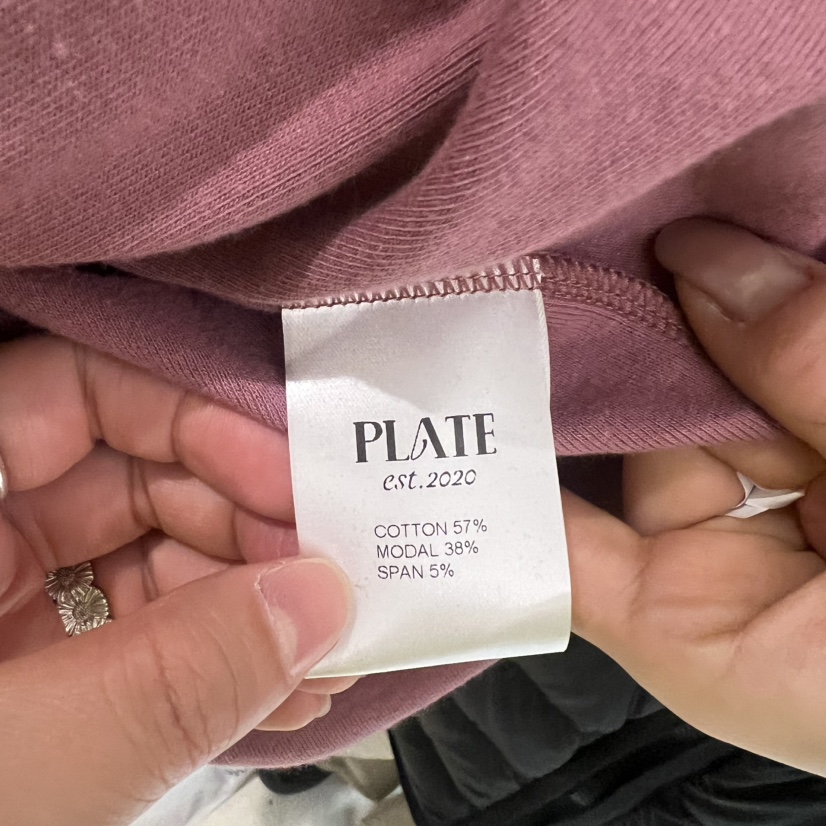 PLATE
est.2020
COTTON 57%
MODAL 38%
SPAN 5%